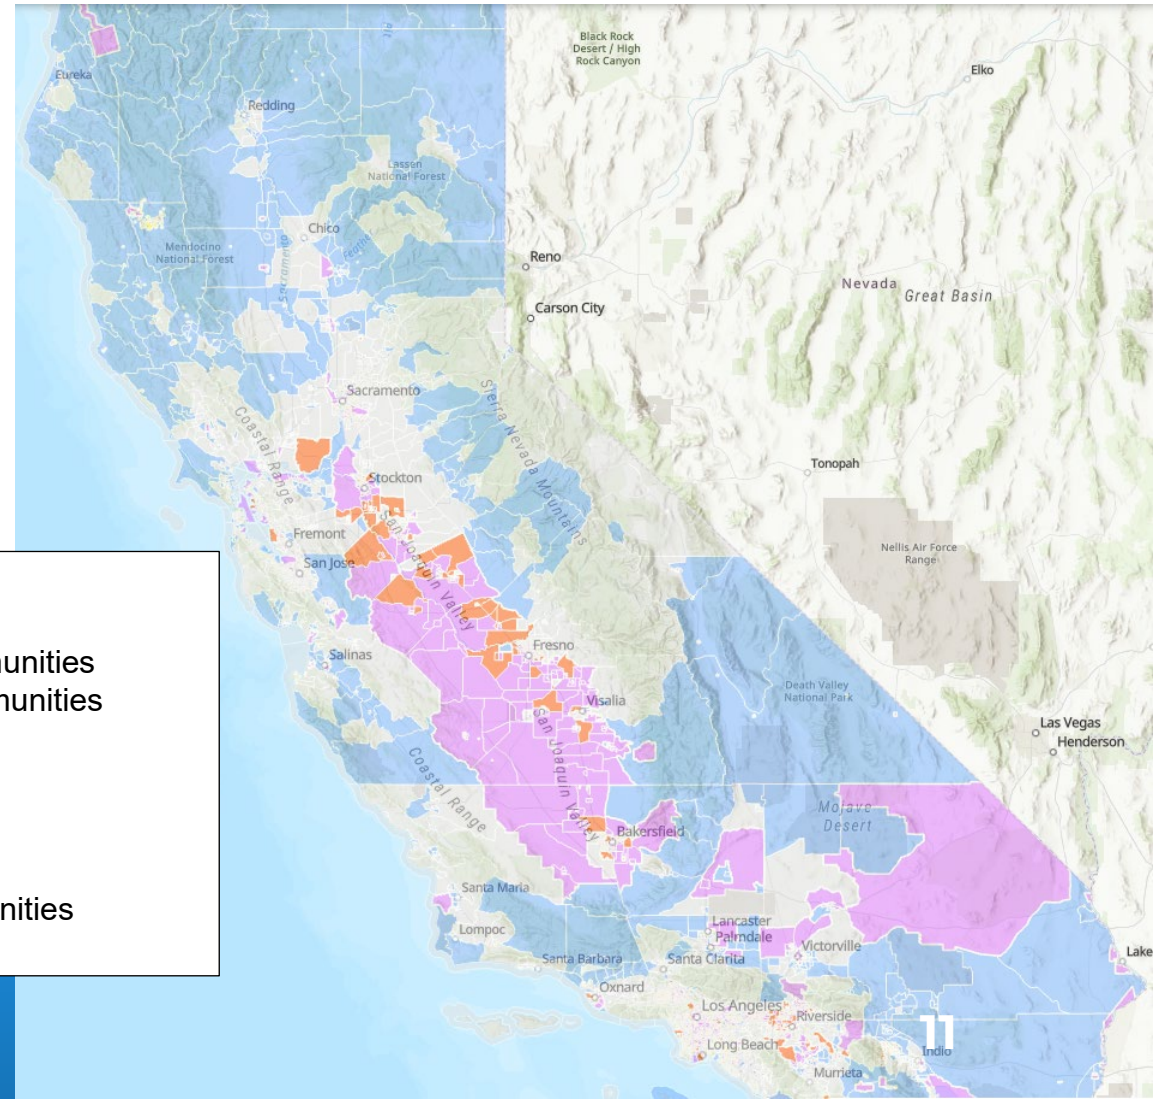 Black Rock
Desert / High
Rock Canyon
Elko
Eureka
Redding
Lassen
National Forest
Chico
Mendocino
National Forest
Sacramento
Reno
Carson City
Nevada
Great Basin
Sacramento
Coastal Range
Sierra Nevada Mountains
Tonopah
Stockton
Fremont
San Jose
San Joaquin Valley
Nellis Air Force
Range
Salinas
Fresno
Visalia
Death Valley
National Park
Las Vegas
Henderson
Coastal Range
San Joaquin Valley
Bakersfield
Mojave
Desert
Santa Maria
Lompoc
Lancaster
Palmdale
Victorville
Lake
Santa Barbara
Santa Clarita
Oxnard
Los Angeles
Riverside
Long Beach
Indio
Murrieta
munities
nities
11